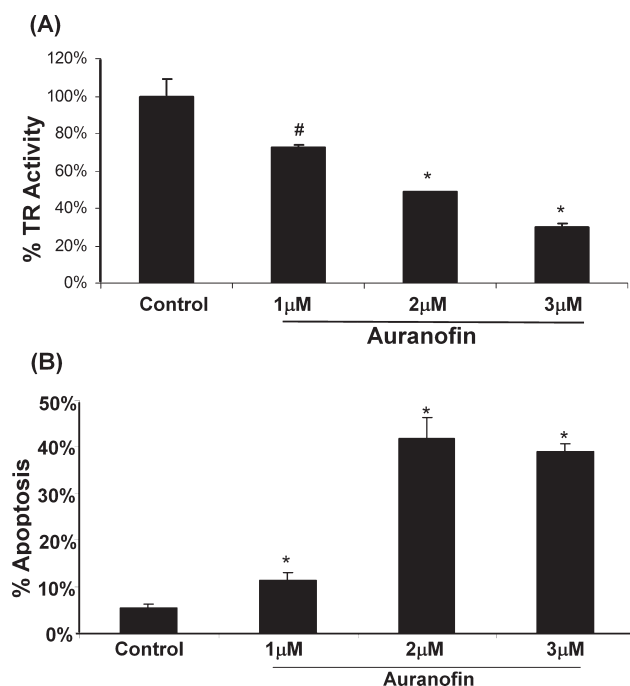 (A)
120%
100%
80%
60%
40%
20%
0%
% TR Activity
#
*
*
Control 1μM 2μM 3μM
Auranofin
(B)
50%
40%
30%
20%
10%
0%
% Apoptosis
*
*
*
Control 1μM 2μM 3μM
Auranofin